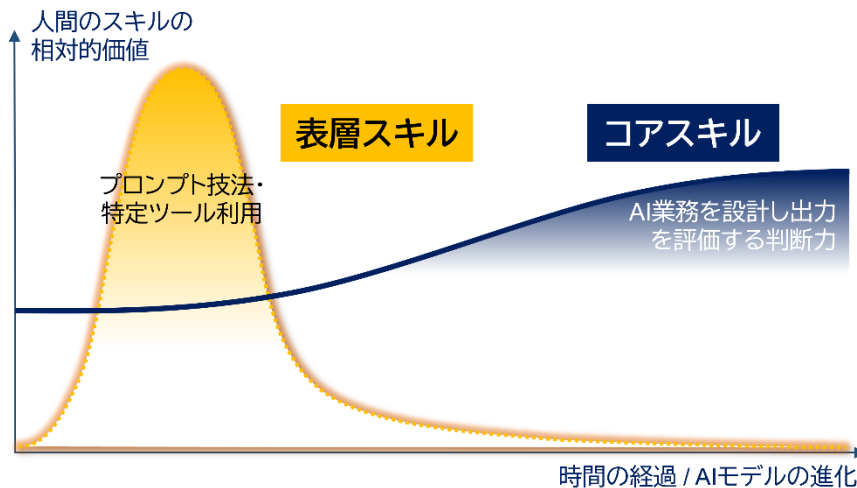 人間のスキルの
相対的価値
表層スキル
コアスキル
プロンプト技法・
特定ツール利用
AI業務を設計し出力
を評価する判断力
時間の経過 / AIモデルの進化